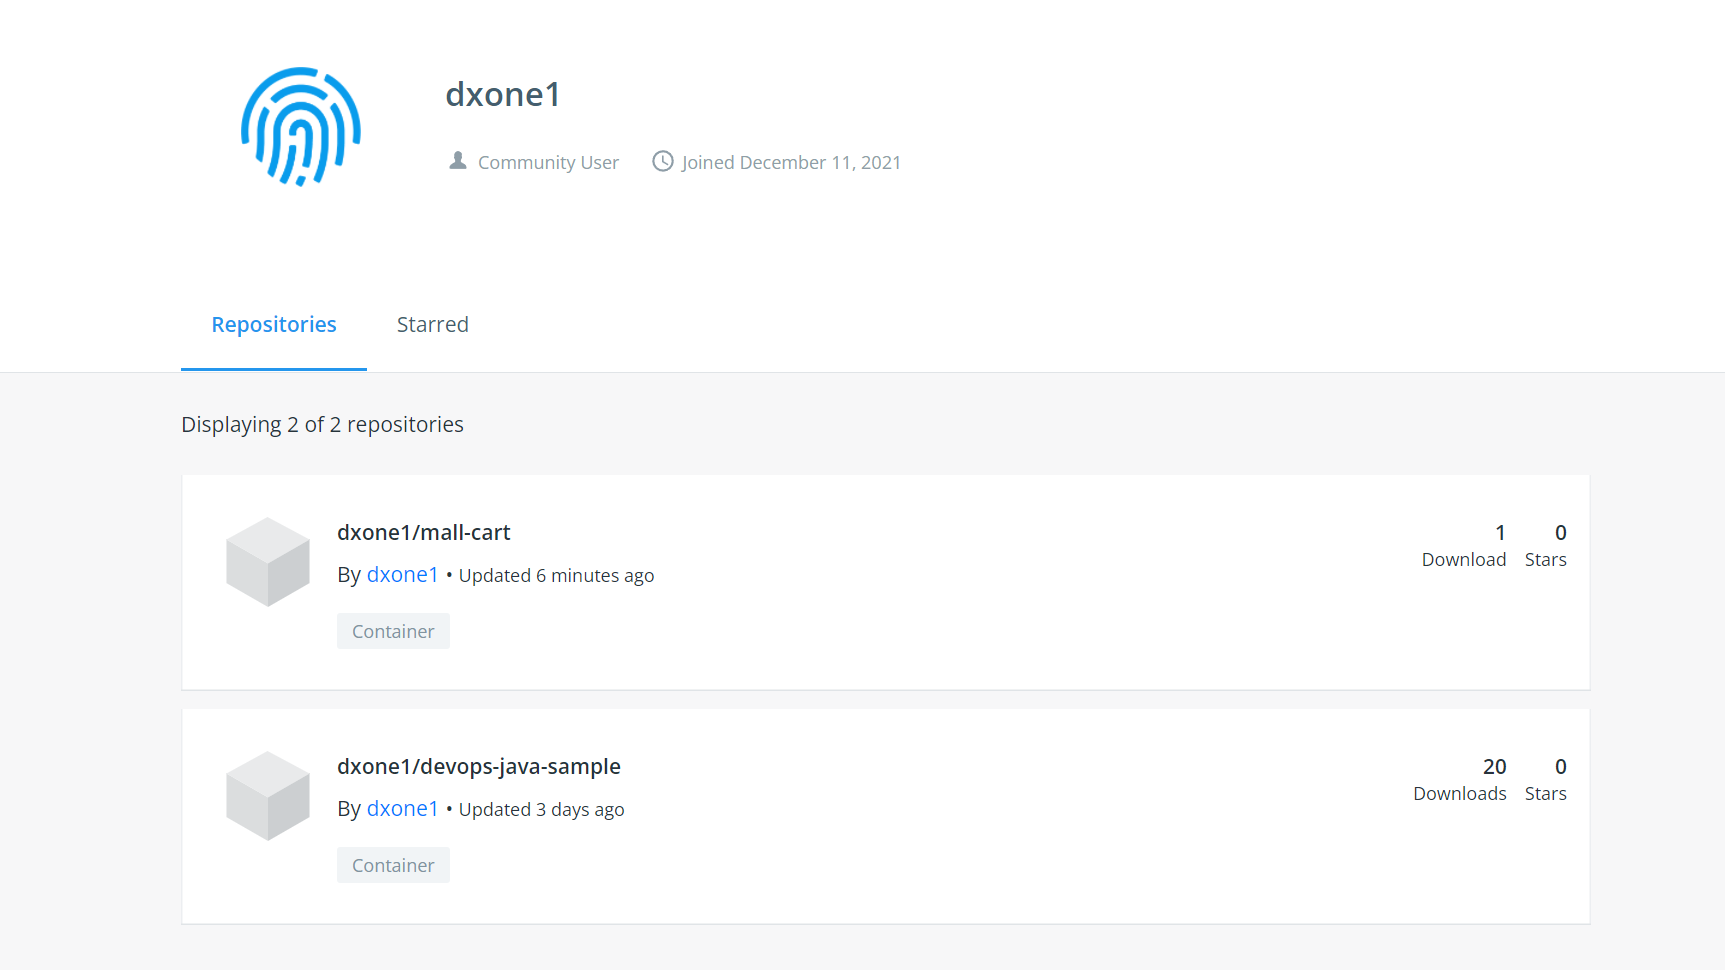 dxone1
Community User Joined December 11, 2021
Repositories Starred
Displaying 2 of 2 repositories
dxone1/mall-cart
1 0
Download Stars
By dxone1 • Updated 6 minutes ago
Container
dxone1/devops-java-sample
20 0
Downloads Stars
By dxone1 • Updated 3 days ago
Container